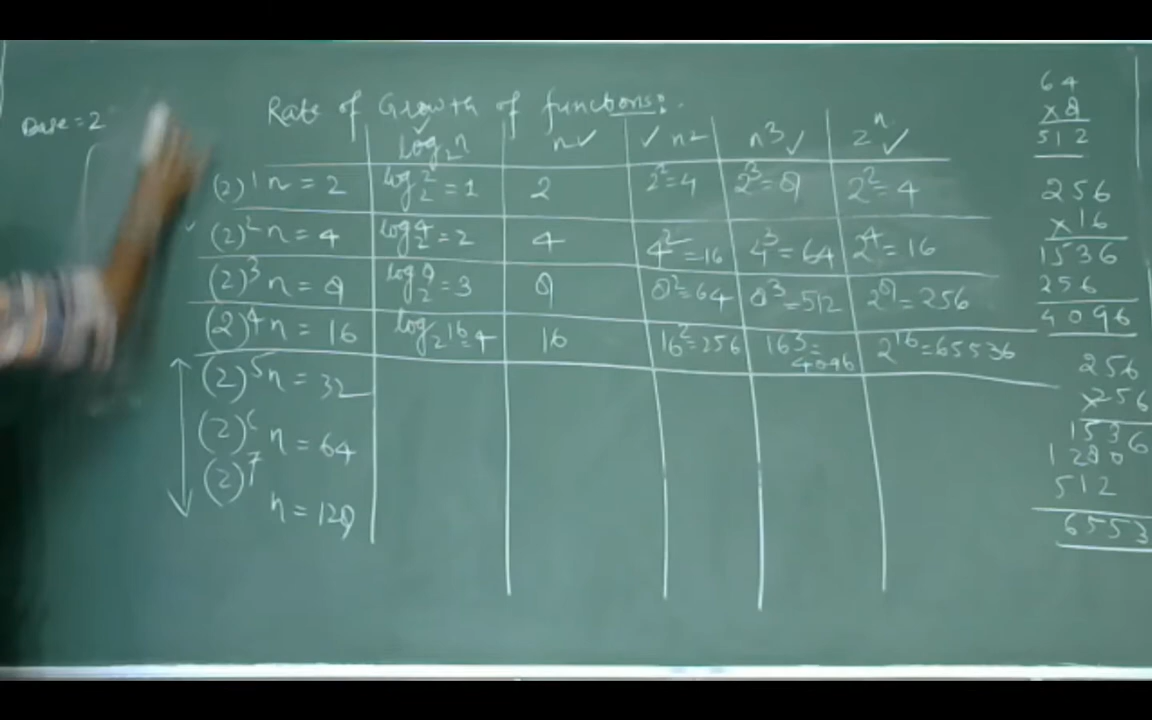 Base = 2
Rate of Growth of functions:
log₂n n ✓ ✓ n² n³ ✓ 2ⁿ ✓
(2)¹ n = 2 log₂2 = 1 2 2² = 4 2³ = 8 2² = 4
(2)² n = 4 log₂4 = 2 4 4² = 16 4³ = 64 2⁴ = 16
(2)³ n = 8 log₂8 = 3 8 8² = 64 8³ = 512 2⁸ = 256
(2)⁴ n = 16 log₂16 = 4 16 16² = 256 16³ = 4096 2¹⁶ = 65536
(2)⁵ n = 32
(2)⁶ n = 64
(2)⁷
n = 128
64
x 8
512
256
x 16
1536
256
4096
256
x 256
1536
1280
512
6553